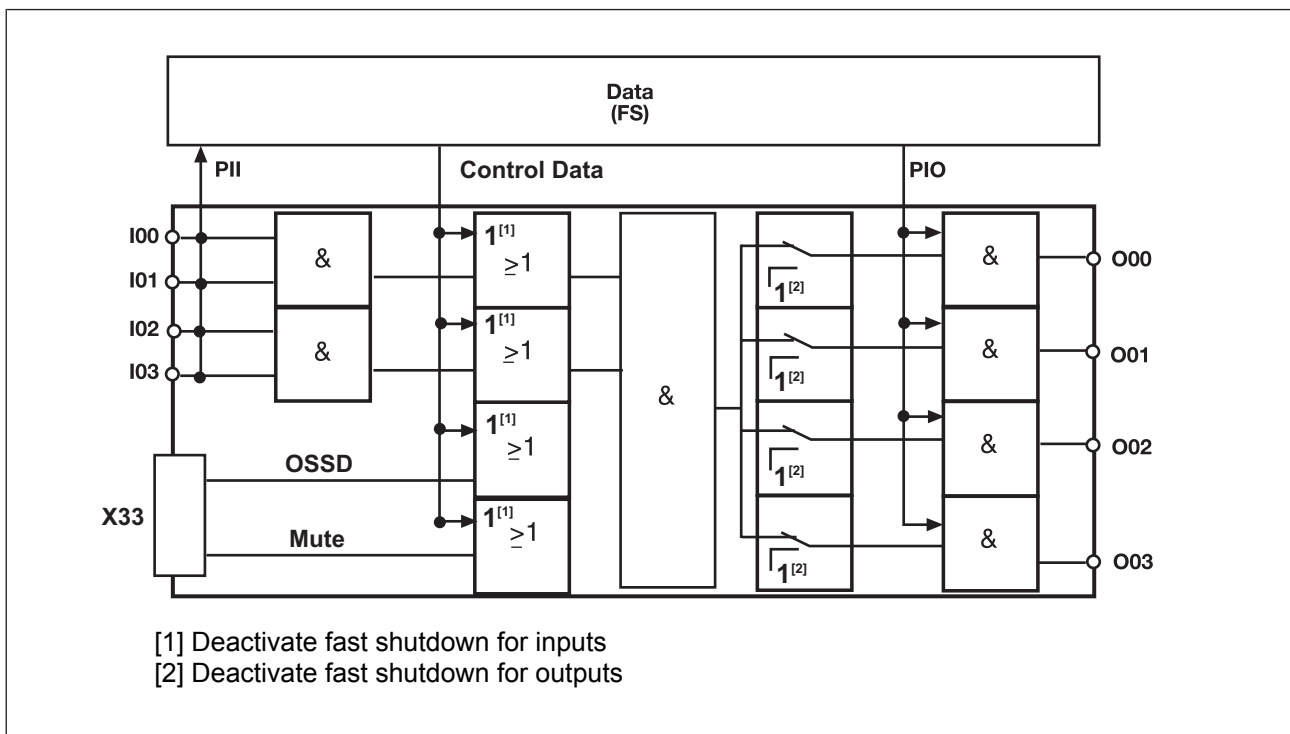 Data
(FS)
PII
Control Data
PIO
I00
I01
I02
I03
&
&
1[1]
≥1
1[1]
≥1
1[1]
≥1
1[1]
≥1
OSSD
X33
Mute
&
1[2]
1[2]
1[2]
1[2]
&
&
&
&
O00
O01
O02
O03
[1] Deactivate fast shutdown for inputs
[2] Deactivate fast shutdown for outputs